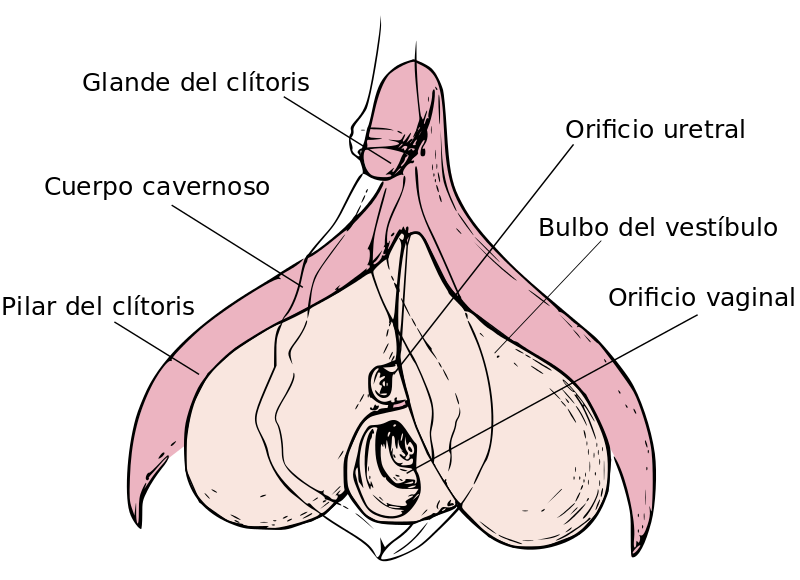 Glande del clítoris
Orificio uretral
Cuerpo cavernoso
Bulbo del vestíbulo
Orificio vaginal
Pilar del clítoris